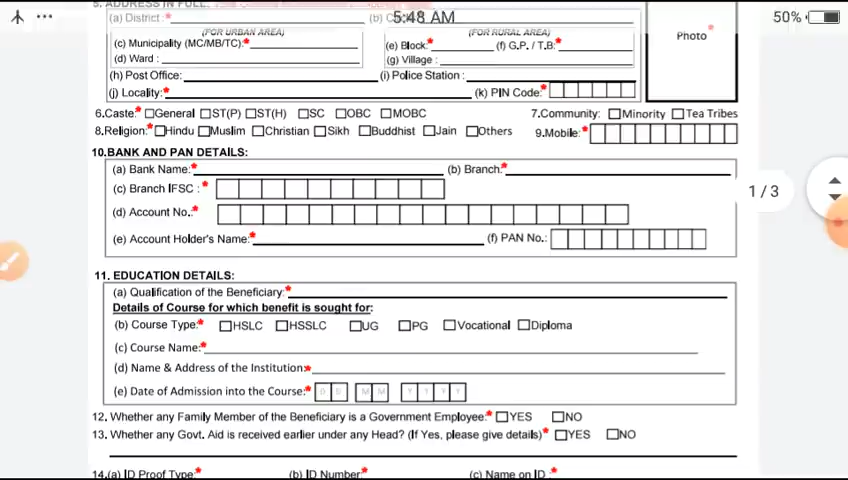 5. ADDRESS IN FULL:
5:48 AM
50%
(a) District :*
(b)
(FOR URBAN AREA)
(FOR RURAL AREA)
Photo*
(c) Municipality (MC/MB/TC):*
(e) Block:* (f) G.P. / T.B:*
(d) Ward :
(g) Village :
(h) Post Office: (i) Police Station :
(j) Locality:* (k) PIN Code:*
6.Caste:* General ST(P) ST(H) SC OBC MOBC 7.Community: Minority Tea Tribes
8.Religion:* Hindu Muslim Christian Sikh Buddhist Jain Others 9.Mobile:*
10.BANK AND PAN DETAILS:
(a) Bank Name:* (b) Branch:*
(c) Branch IFSC :*
1 / 3
(d) Account No.:*
(e) Account Holder's Name:* (f) PAN No.:
11. EDUCATION DETAILS:
(a) Qualification of the Beneficiary:*
Details of Course for which benefit is sought for:
(b) Course Type:* HSLC HSSLC UG PG Vocational Diploma
(c) Course Name:*
(d) Name & Address of the Institution:*
(e) Date of Admission into the Course:* D D M M Y Y Y Y
12. Whether any Family Member of the Beneficiary is a Government Employee:* YES NO
13. Whether any Govt. Aid is received earlier under any Head? (If Yes, please give details)* YES NO
14.(a) ID Proof Type:* (b) ID Number:* (c) Name on ID :*